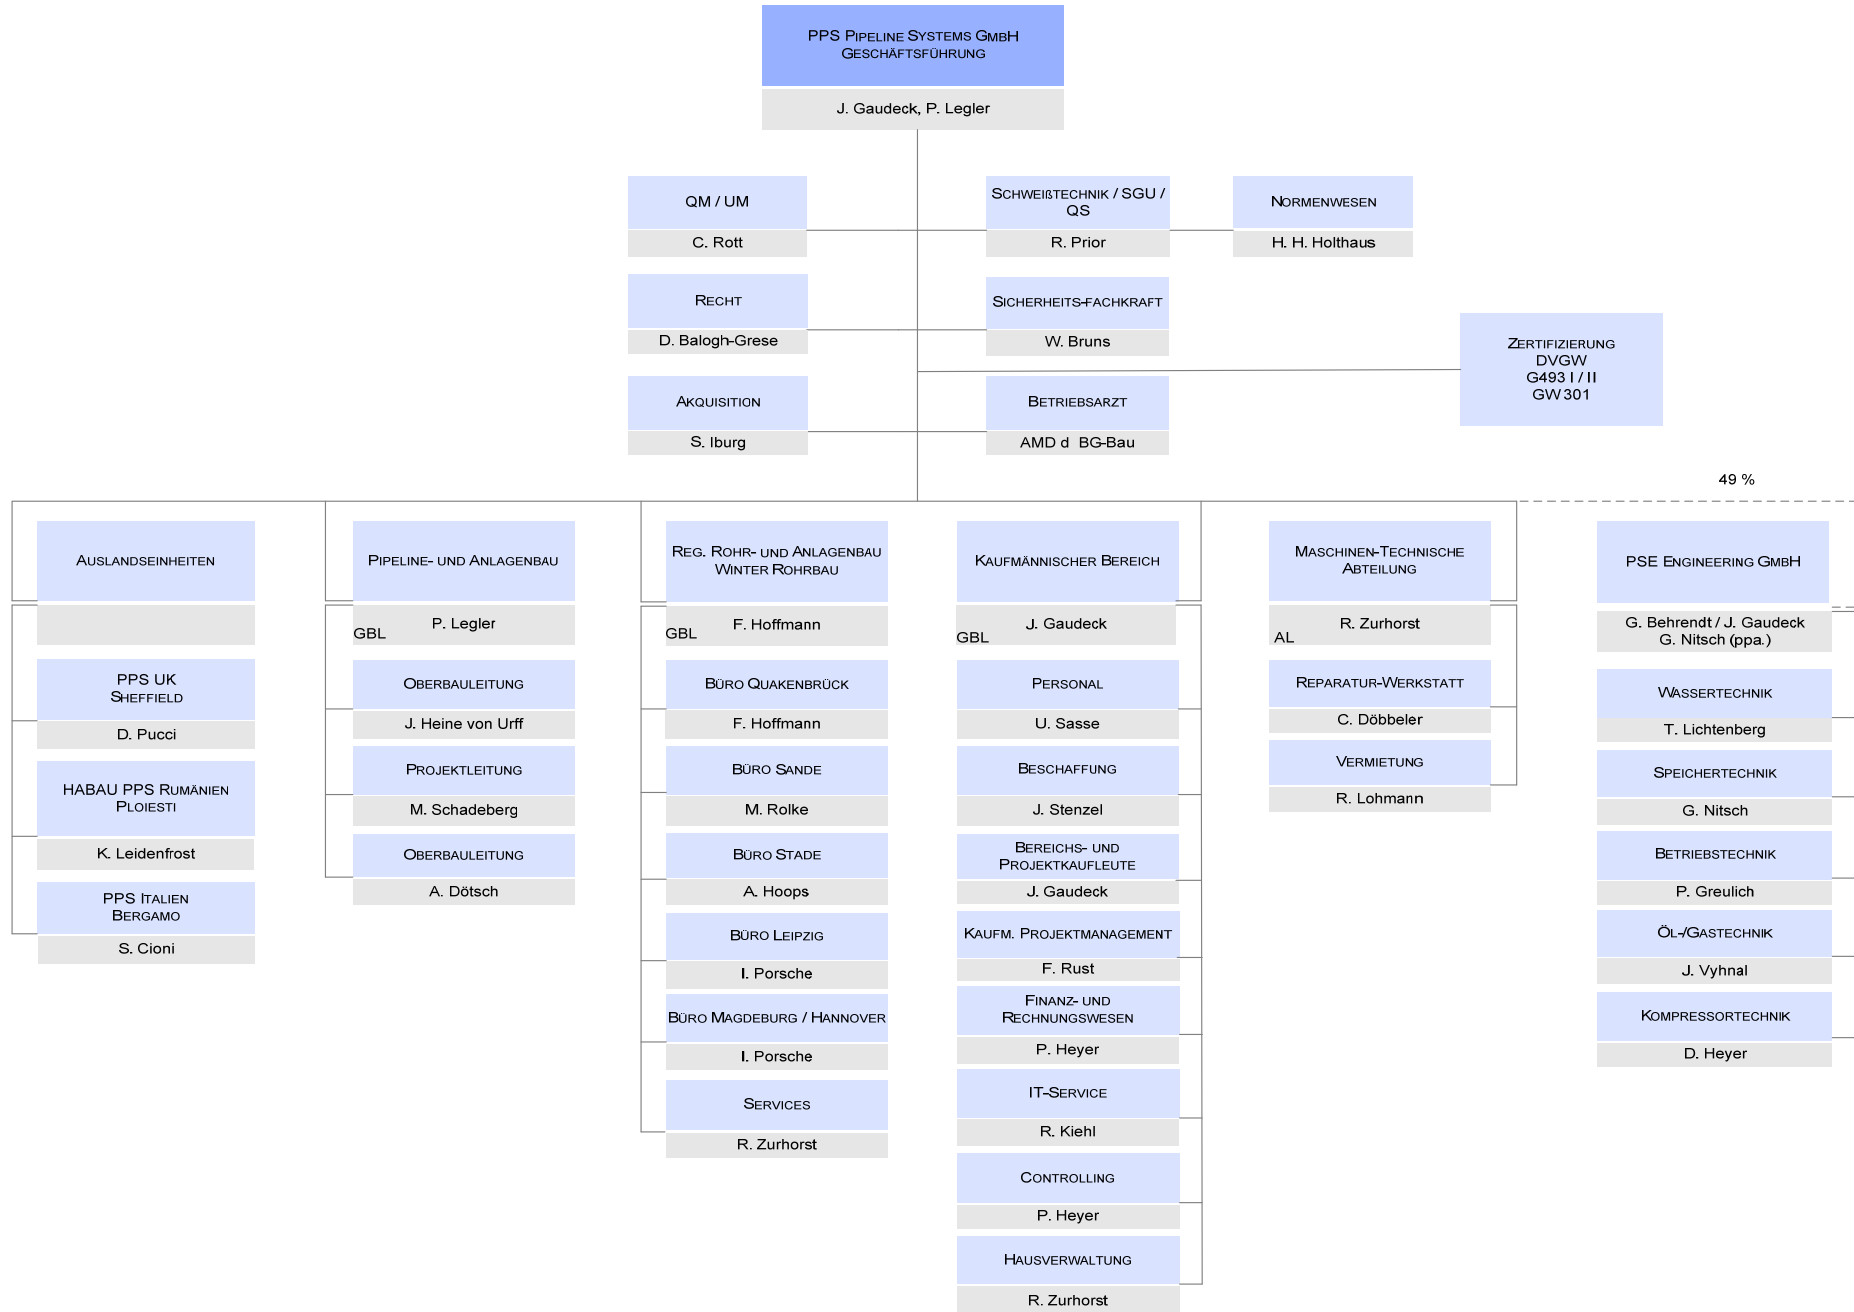 PPS Pipeline Systems GmbH
Geschäftsführung
J. Gaudeck, P. Legler
QM / UM
C. Rott
Schweißtechnik / SGU /
QS
R. Prior
Normenwesen
H. H. Holthaus
Recht
D. Balogh-Grese
Sicherheits-fachkraft
W. Bruns
Zertifizierung
DVGW
G493 I / II
GW 301
Akquisition
S. Iburg
Betriebsarzt
AMD d BG-Bau
49 %
Auslandseinheiten
PPS UK
Sheffield
D. Pucci
HABAU PPS Rumänien
Ploiesti
K. Leidenfrost
PPS Italien
Bergamo
S. Cioni
Pipeline- und Anlagenbau
P. Legler
GBL
Oberbauleitung
J. Heine von Urff
Projektleitung
M. Schadeberg
Oberbauleitung
A. Dötsch
Reg. Rohr- und Anlagenbau
Winter Rohrbau
F. Hoffmann
GBL
Büro Quakenbrück
F. Hoffmann
Büro Sande
M. Rolke
Büro Stade
A. Hoops
Büro Leipzig
I. Porsche
Büro Magdeburg / Hannover
I. Porsche
Services
R. Zurhorst
Kaufmännischer Bereich
J. Gaudeck
GBL
Personal
U. Sasse
Beschaffung
J. Stenzel
Bereichs- und
Projektkaufleute
J. Gaudeck
Kaufm. Projektmanagement
F. Rust
Finanz- und
Rechnungswesen
P. Heyer
IT-Service
R. Kiehl
Controlling
P. Heyer
Hausverwaltung
R. Zurhorst
Maschinen-Technische
Abteilung
R. Zurhorst
AL
Reparatur-Werkstatt
C. Döbbeler
Vermietung
R. Lohmann
PSE Engineering GmbH
G. Behrendt / J. Gaudeck
G. Nitsch (ppa.)
Wassertechnik
T. Lichtenberg
Speichertechnik
G. Nitsch
Betriebstechnik
P. Greulich
Öl-/Gastechnik
J. Vyhnal
Kompressortechnik
D. Heyer